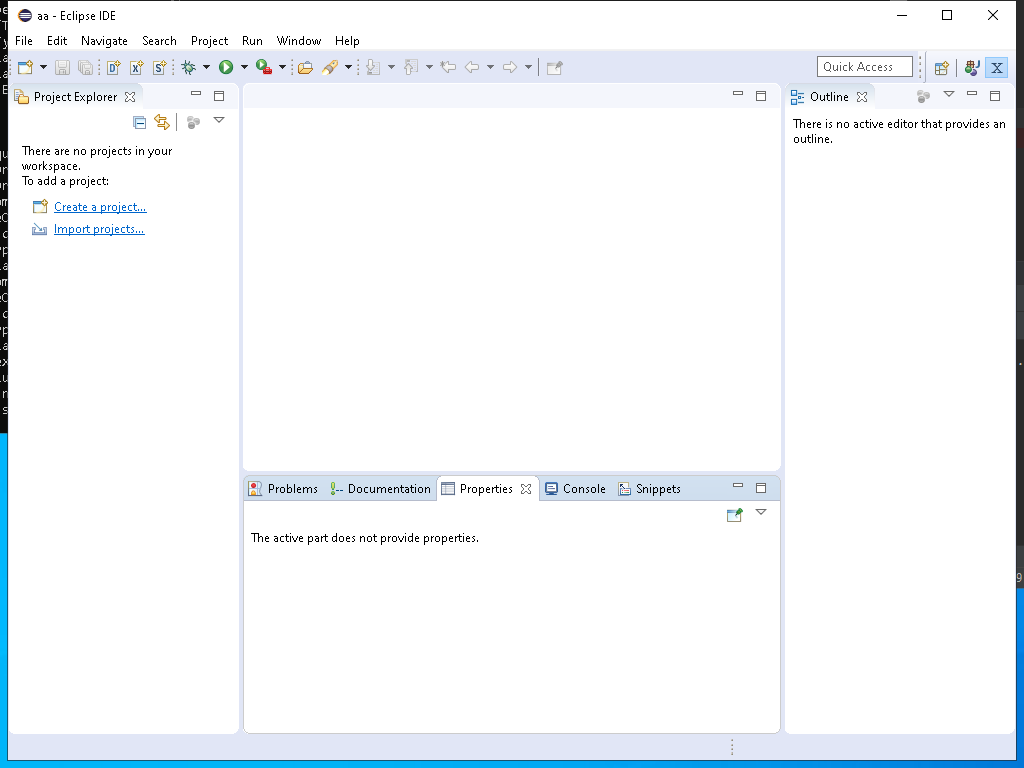 aa - Eclipse IDE
File Edit Navigate Search Project Run Window Help
Quick Access
Project Explorer
Outline
There are no projects in your
workspace.
To add a project:
Create a project...
Import projects...
There is no active editor that provides an
outline.
Problems Documentation Properties Console Snippets
The active part does not provide properties.